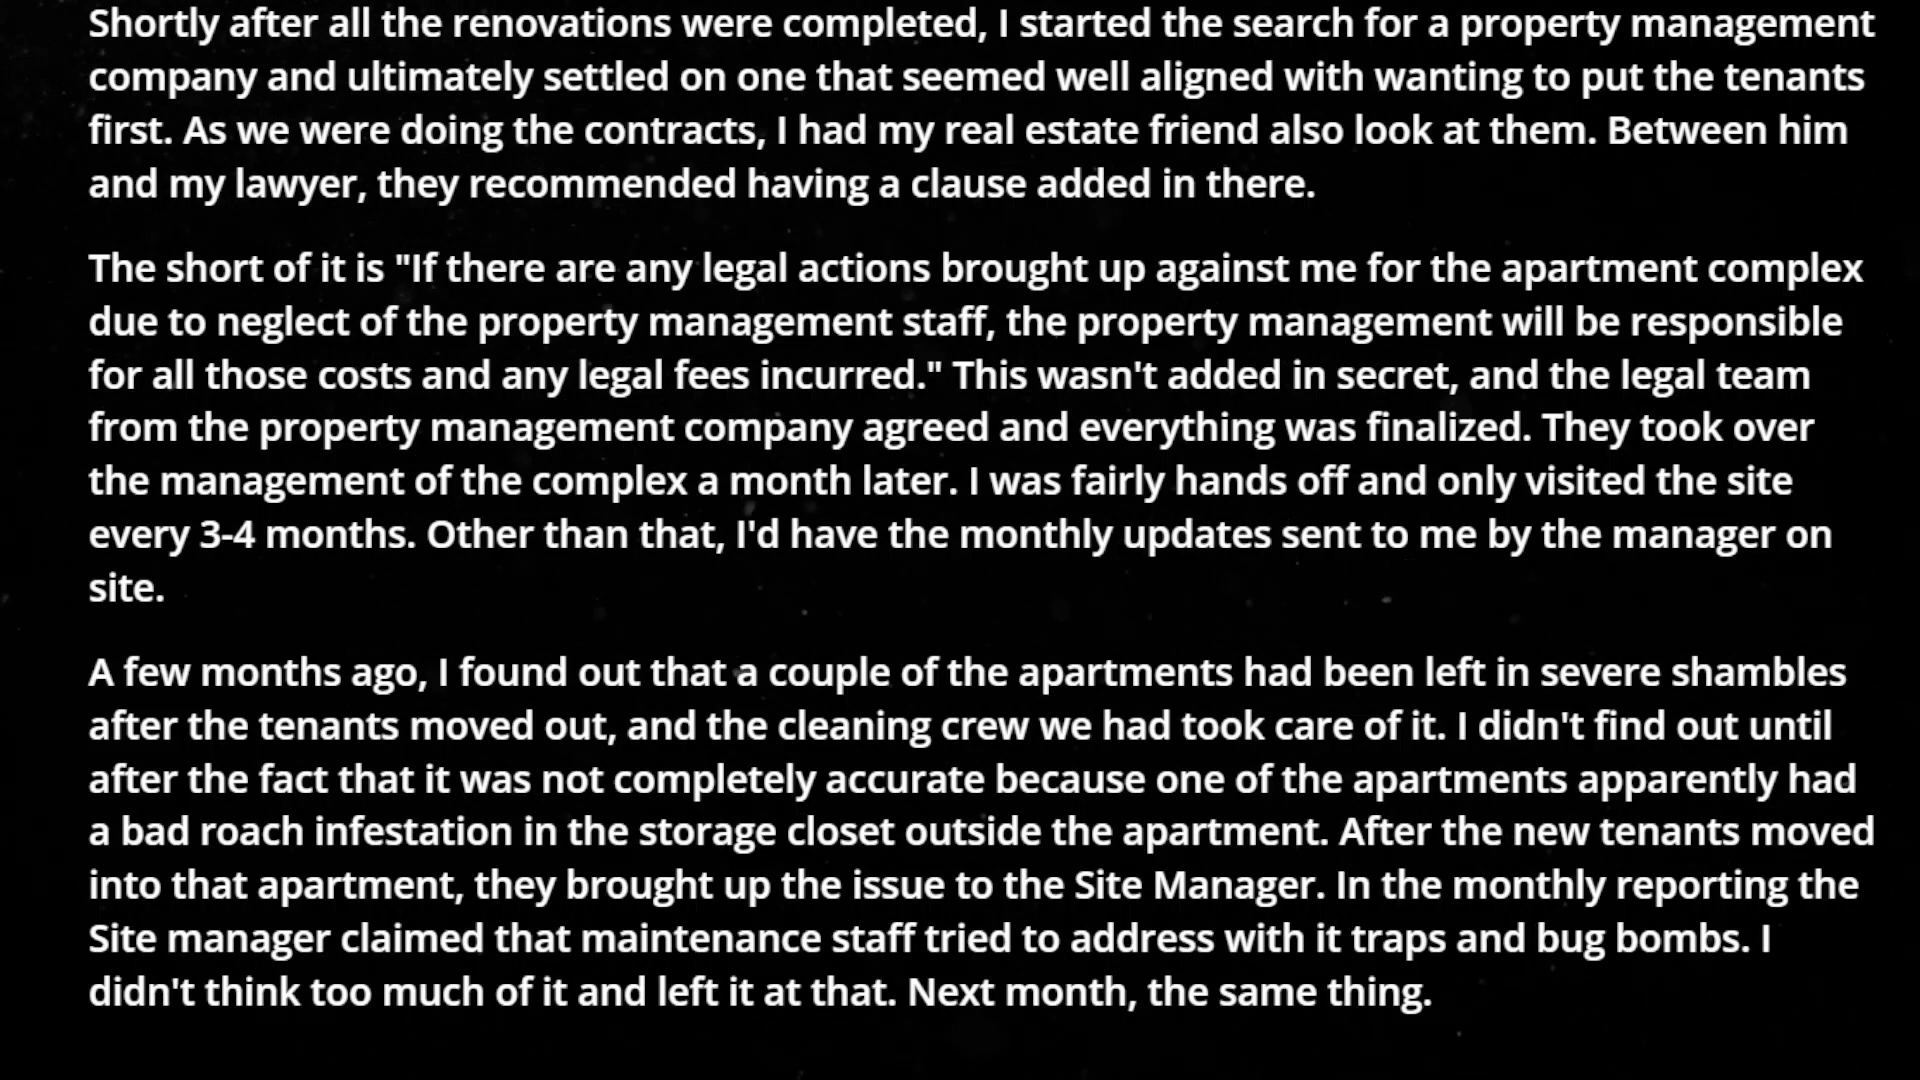 Shortly after all the renovations were completed, I started the search for a property management
company and ultimately settled on one that seemed well aligned with wanting to put the tenants
first. As we were doing the contracts, I had my real estate friend also look at them. Between him
and my lawyer, they recommended having a clause added in there.
The short of it is "If there are any legal actions brought up against me for the apartment complex
due to neglect of the property management staff, the property management will be responsible
for all those costs and any legal fees incurred." This wasn't added in secret, and the legal team
from the property management company agreed and everything was finalized. They took over
the management of the complex a month later. I was fairly hands off and only visited the site
every 3-4 months. Other than that, I'd have the monthly updates sent to me by the manager on
site.
A few months ago, I found out that a couple of the apartments had been left in severe shambles
after the tenants moved out, and the cleaning crew we had took care of it. I didn't find out until
after the fact that it was not completely accurate because one of the apartments apparently had
a bad roach infestation in the storage closet outside the apartment. After the new tenants moved
into that apartment, they brought up the issue to the Site Manager. In the monthly reporting the
Site manager claimed that maintenance staff tried to address with it traps and bug bombs. I
didn't think too much of it and left it at that. Next month, the same thing.